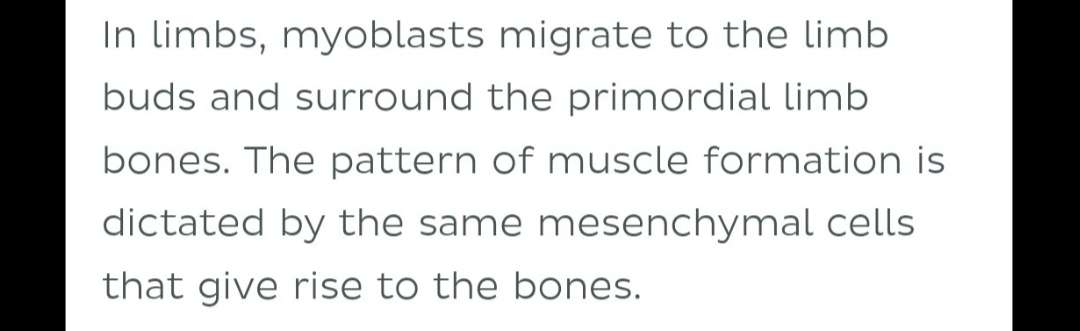 In limbs, myoblasts migrate to the limb
buds and surround the primordial limb
bones. The pattern of muscle formation is
dictated by the same mesenchymal cells
that give rise to the bones.